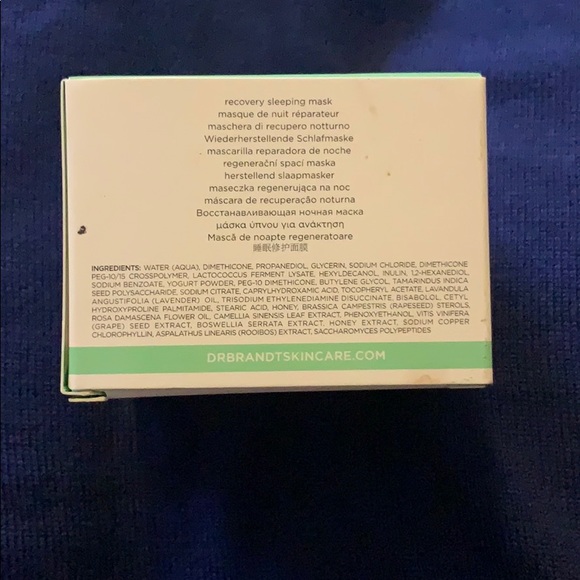 recovery sleeping mask
masque de nuit réparateur
maschera di recupero notturno
Wiederherstellende Schlafmaske
mascarilla reparadora de noche
regenerační spací maska
herstellend slaapmasker
maseczka regenerująca na noc
máscara de recuperação noturna
Восстанавливающая ночная маска
μάσκα ύπνου για ανάκτηση
Mască de noapte regeneratoare
睡眠修护面膜
INGREDIENTS: WATER (AQUA), DIMETHICONE, PROPANEDIOL, GLYCERIN, SODIUM CHLORIDE, DIMETHICONE
PEG-10/15 CROSSPOLYMER, LACTOCOCCUS FERMENT LYSATE, HEXYLDECANOL, INULIN, 1,2-HEXANEDIOL,
SODIUM BENZOATE, YOGURT POWDER, PEG-10 DIMETHICONE, BUTYLENE GLYCOL, TAMARINDUS INDICA
SEED POLYSACCHARIDE, SODIUM CITRATE, CAPRYLHYDROXAMIC ACID, TOCOPHERYL ACETATE, LAVANDULA
ANGUSTIFOLIA (LAVENDER) OIL, TRISODIUM ETHYLENEDIAMINE DISUCCINATE, BISABOLOL, CETYL
HYDROXYPROLINE PALMITAMIDE, STEARIC ACID, HONEY, BRASSICA CAMPESTRIS (RAPESEED) STEROLS,
ROSA DAMASCENA FLOWER OIL, CAMELLIA SINENSIS LEAF EXTRACT, PHENOXYETHANOL, VITIS VINIFERA
(GRAPE) SEED EXTRACT, BOSWELLIA SERRATA EXTRACT, HONEY EXTRACT, SODIUM COPPER
CHLOROPHYLLIN, ASPALATHUS LINEARIS (ROOIBOS) EXTRACT, SACCHAROMYCES POLYPEPTIDES
DRBRANDTSKINCARE.COM